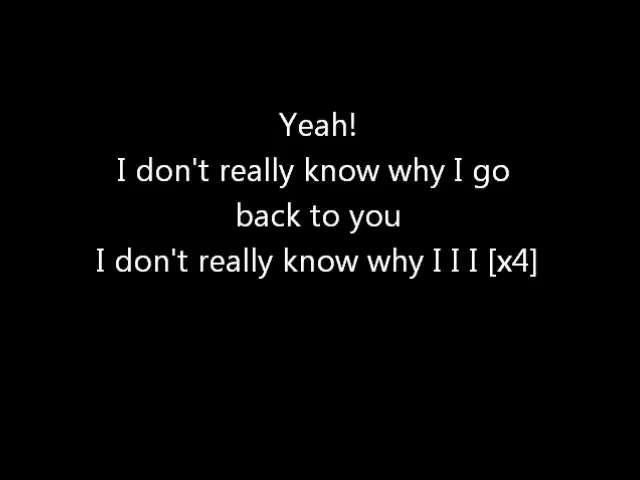 Yeah!
I don't really know why I go
back to you
I don't really know why I I I [x4]